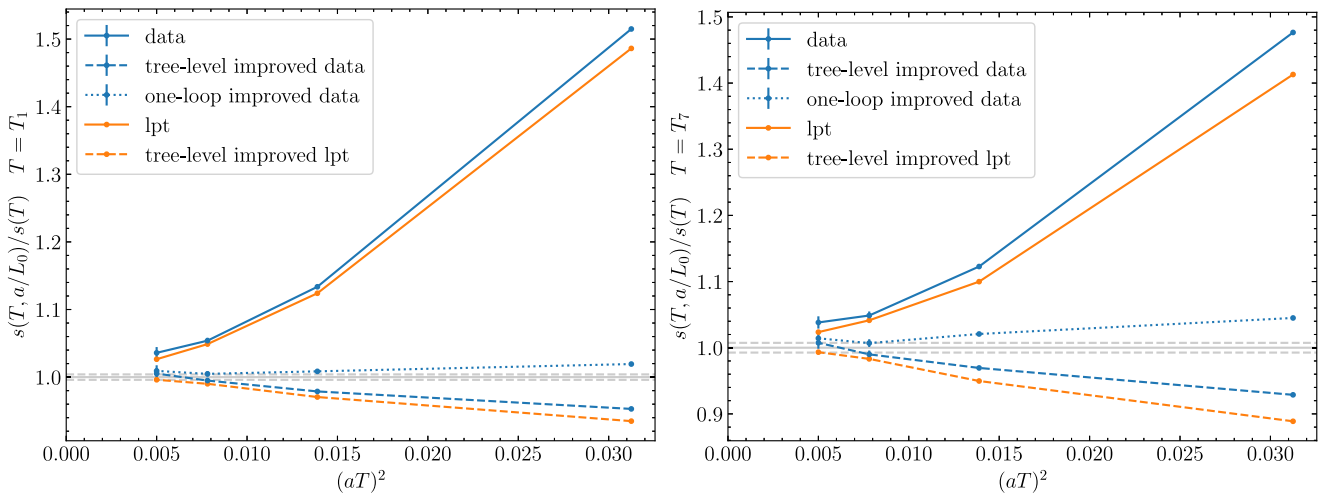 data
tree-level improved data
one-loop improved data
lpt
tree-level improved lpt
s(T, a/L₀)/s(T) T = T₁
1.5
1.4
1.3
1.2
1.1
1.0
0.000 0.005 0.010 0.015 0.020 0.025 0.030
(aT)²
data
tree-level improved data
one-loop improved data
lpt
tree-level improved lpt
s(T, a/L₀)/s(T) T = T₇
1.5
1.4
1.3
1.2
1.1
1.0
0.9
0.000 0.005 0.010 0.015 0.020 0.025 0.030
(aT)²